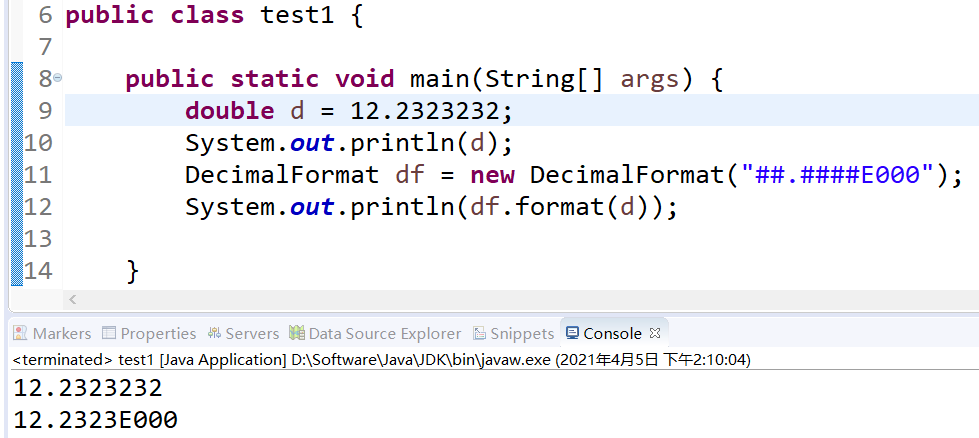 6 public class test1 {
7
8 public static void main(String[] args) {
9 double d = 12.2323232;
10 System.out.println(d);
11 DecimalFormat df = new DecimalFormat("##.####E000");
12 System.out.println(df.format(d));
13
14 }
Markers Properties Servers Data Source Explorer Snippets Console
<terminated> test1 [Java Application] D:\Software\Java\JDK\bin\javaw.exe (2021年4月5日 下午2:10:04)
12.2323232
12.2323E000